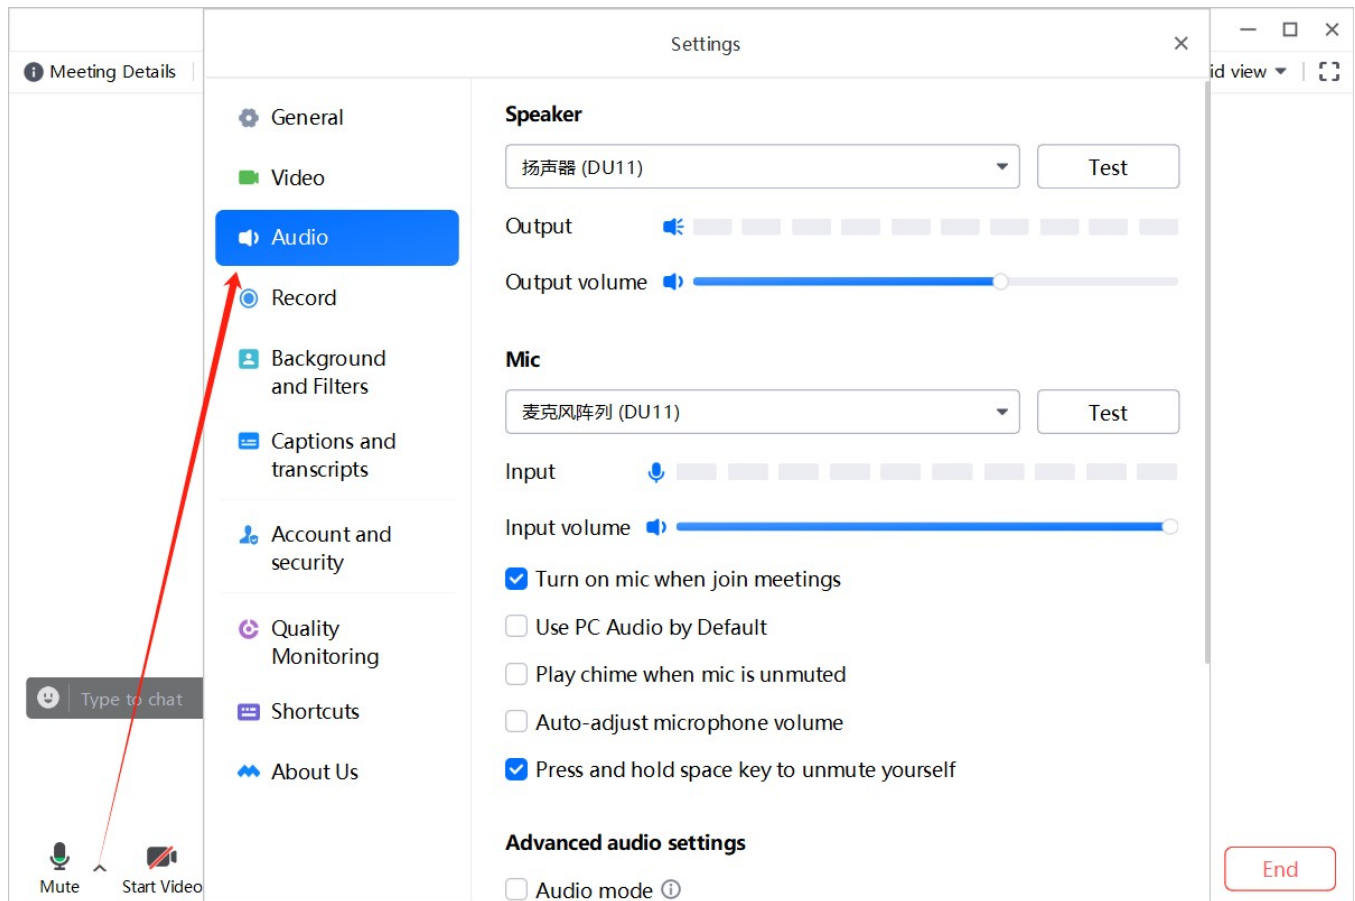 Settings
Meeting Details
id view
General
Video
Audio
Record
Background
and Filters
Captions and
transcripts
Account and
security
Quality
Monitoring
Shortcuts
About Us
Speaker
扬声器 (DU11)
Test
Output
Output volume
Mic
麦克风阵列 (DU11)
Test
Input
Input volume
Turn on mic when join meetings
Use PC Audio by Default
Play chime when mic is unmuted
Auto-adjust microphone volume
Press and hold space key to unmute yourself
Advanced audio settings
Audio mode
Type to chat
Mute
Start Video
End